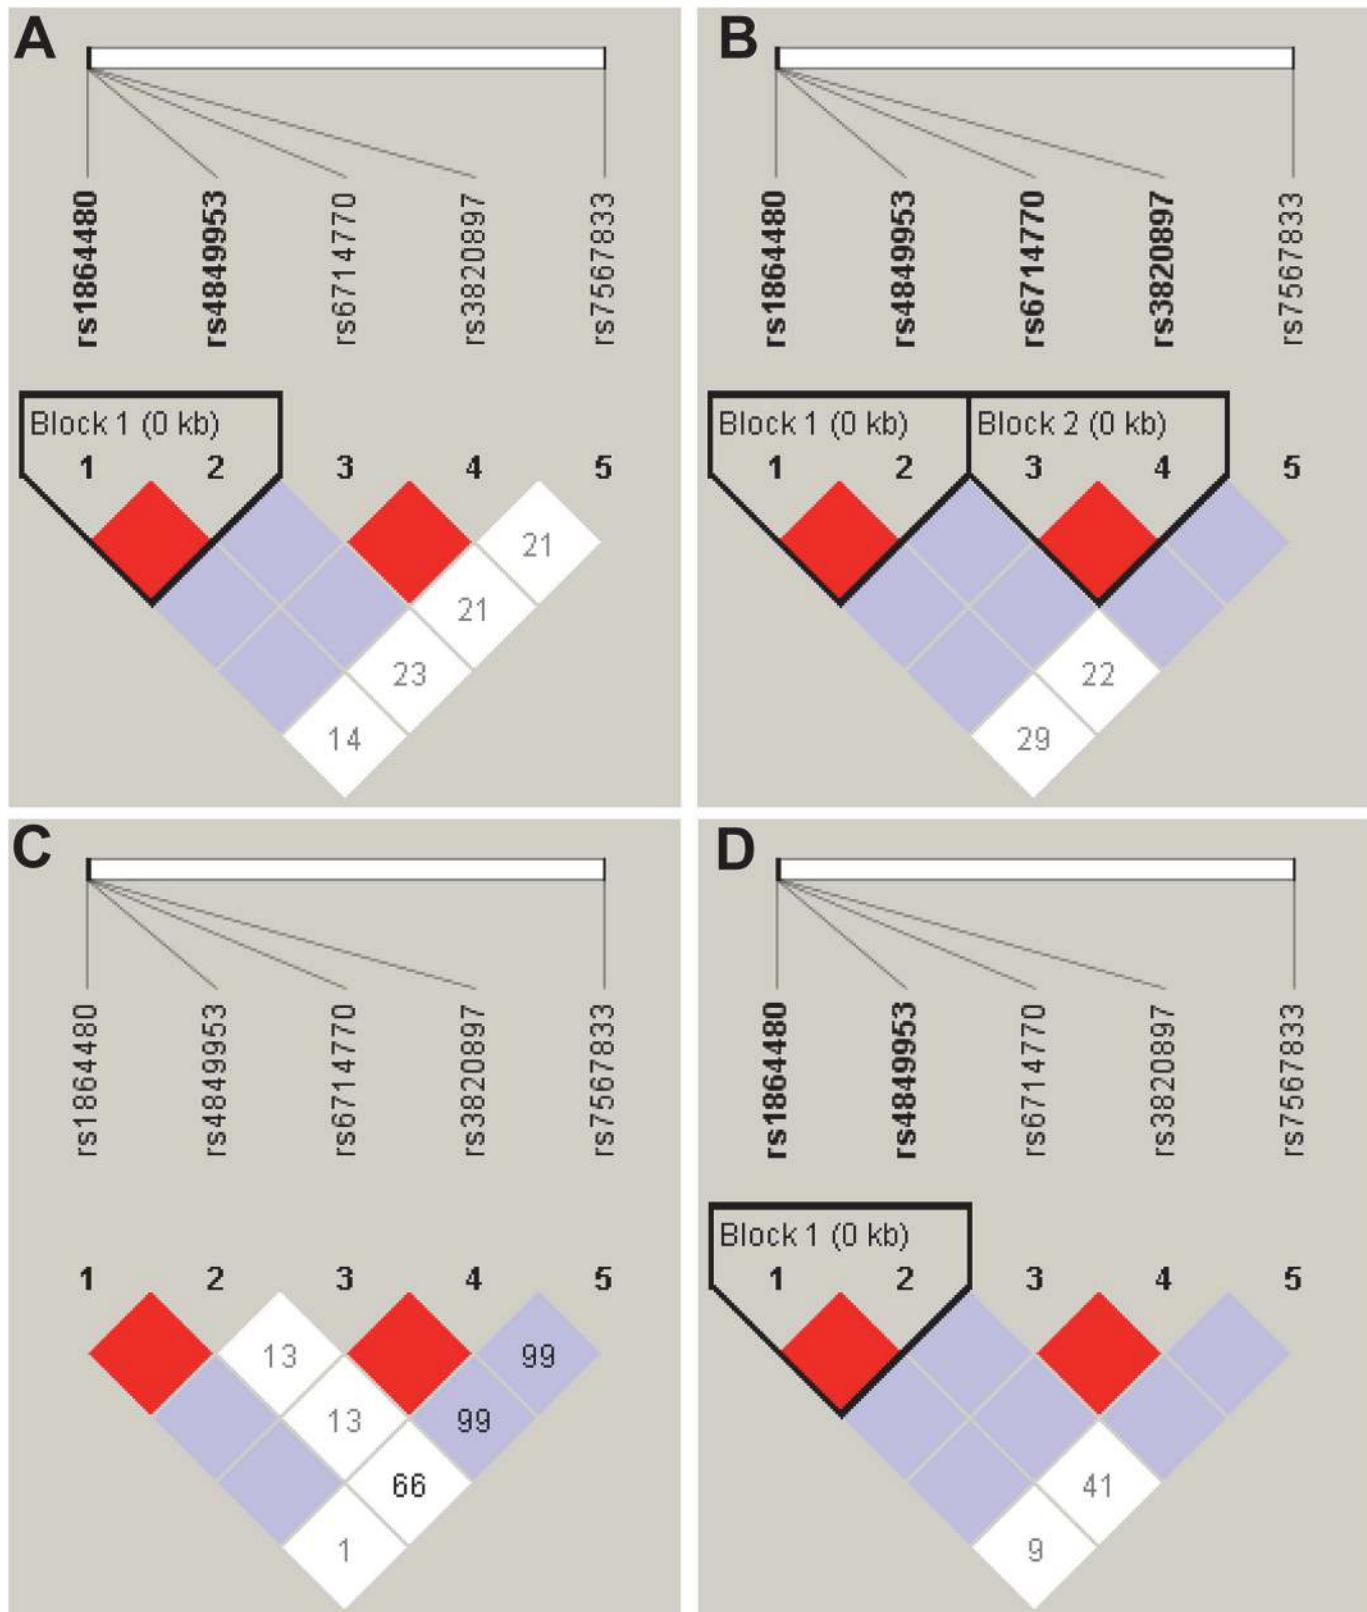 A
rs1864480
rs4849953
rs6714770
rs3820897
rs7567833
Block 1 (0 kb)
1 2 3 4 5
21
21
23
14
B
rs1864480
rs4849953
rs6714770
rs3820897
rs7567833
Block 1 (0 kb) Block 2 (0 kb)
1 2 3 4 5
22
29
C
rs1864480
rs4849953
rs6714770
rs3820897
rs7567833
1 2 3 4 5
13 99
13 99
66
1
D
rs1864480
rs4849953
rs6714770
rs3820897
rs7567833
Block 1 (0 kb)
1 2 3 4 5
41
9